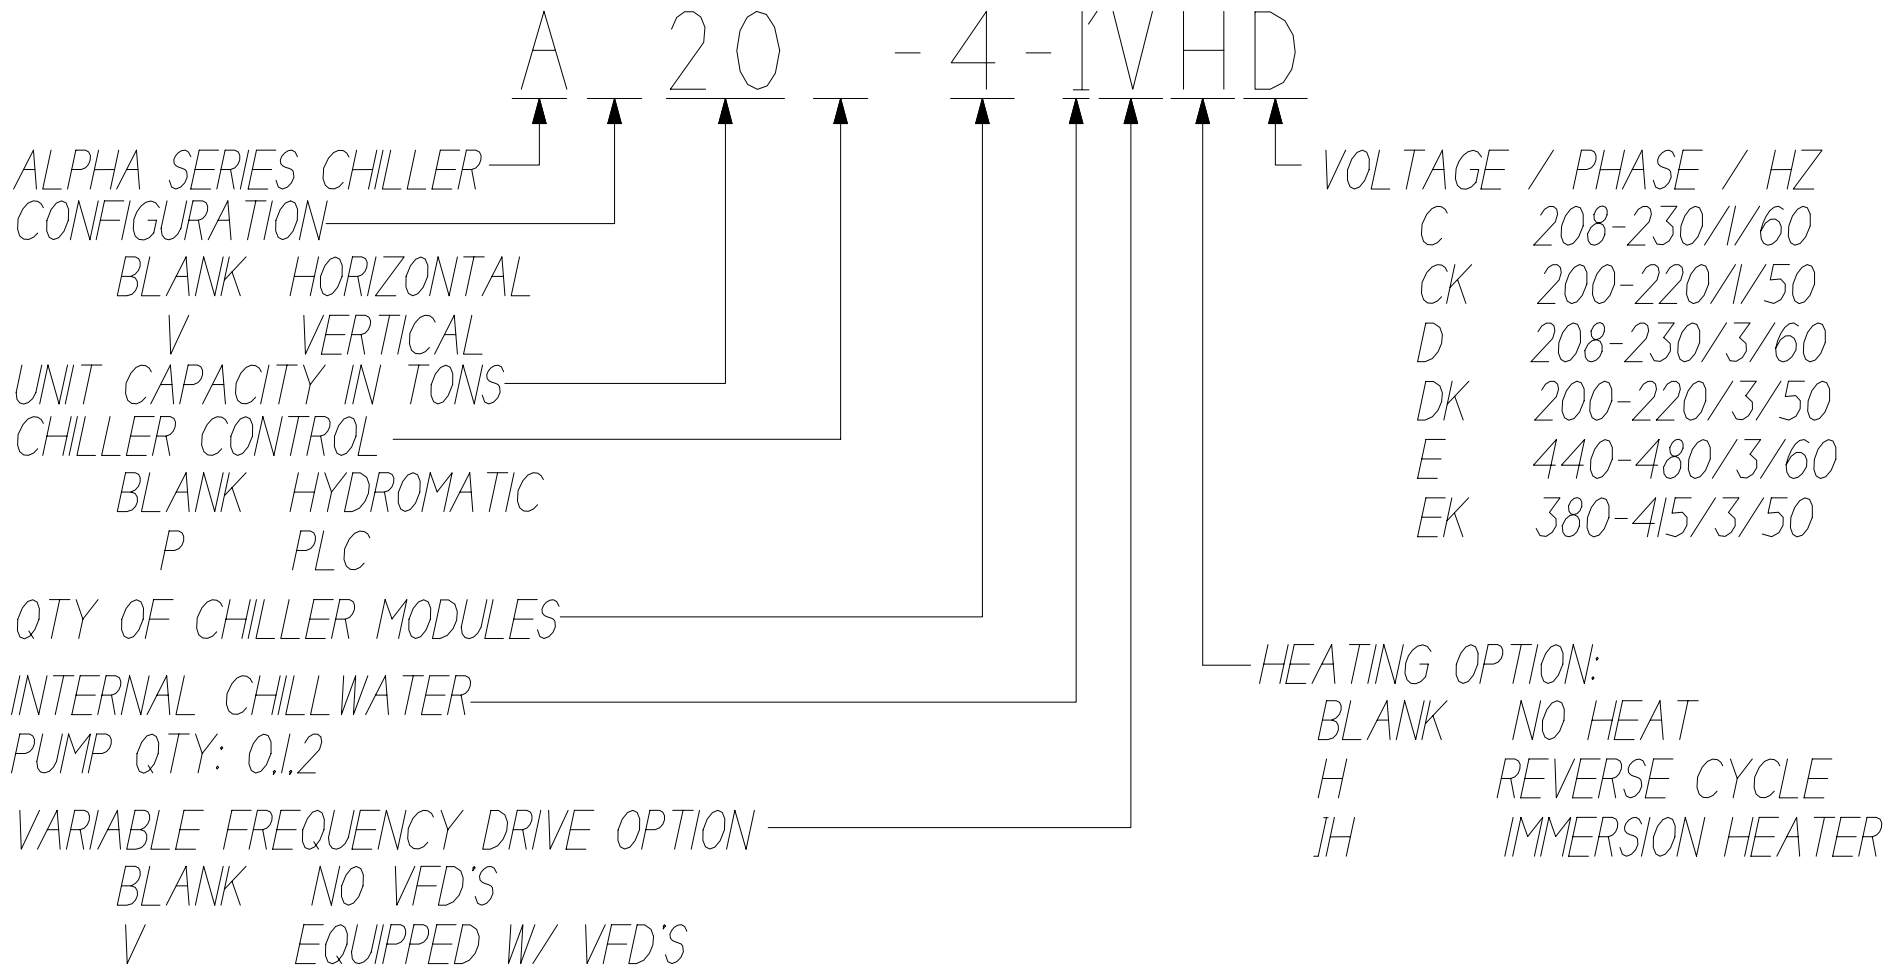 A 20 -4-1VHD
ALPHA SERIES CHILLER
CONFIGURATION
BLANK HORIZONTAL
V VERTICAL
UNIT CAPACITY IN TONS
CHILLER CONTROL
BLANK HYDROMATIC
P PLC
QTY OF CHILLER MODULES
INTERNAL CHILLWATER
PUMP QTY: 0,1,2
VARIABLE FREQUENCY DRIVE OPTION
BLANK NO VFD'S
V EQUIPPED W/ VFD'S
VOLTAGE / PHASE / HZ
C 208-230/1/60
CK 200-220/1/50
D 208-230/3/60
DK 200-220/3/50
E 440-480/3/60
EK 380-415/3/50
HEATING OPTION:
BLANK NO HEAT
H REVERSE CYCLE
IH IMMERSION HEATER